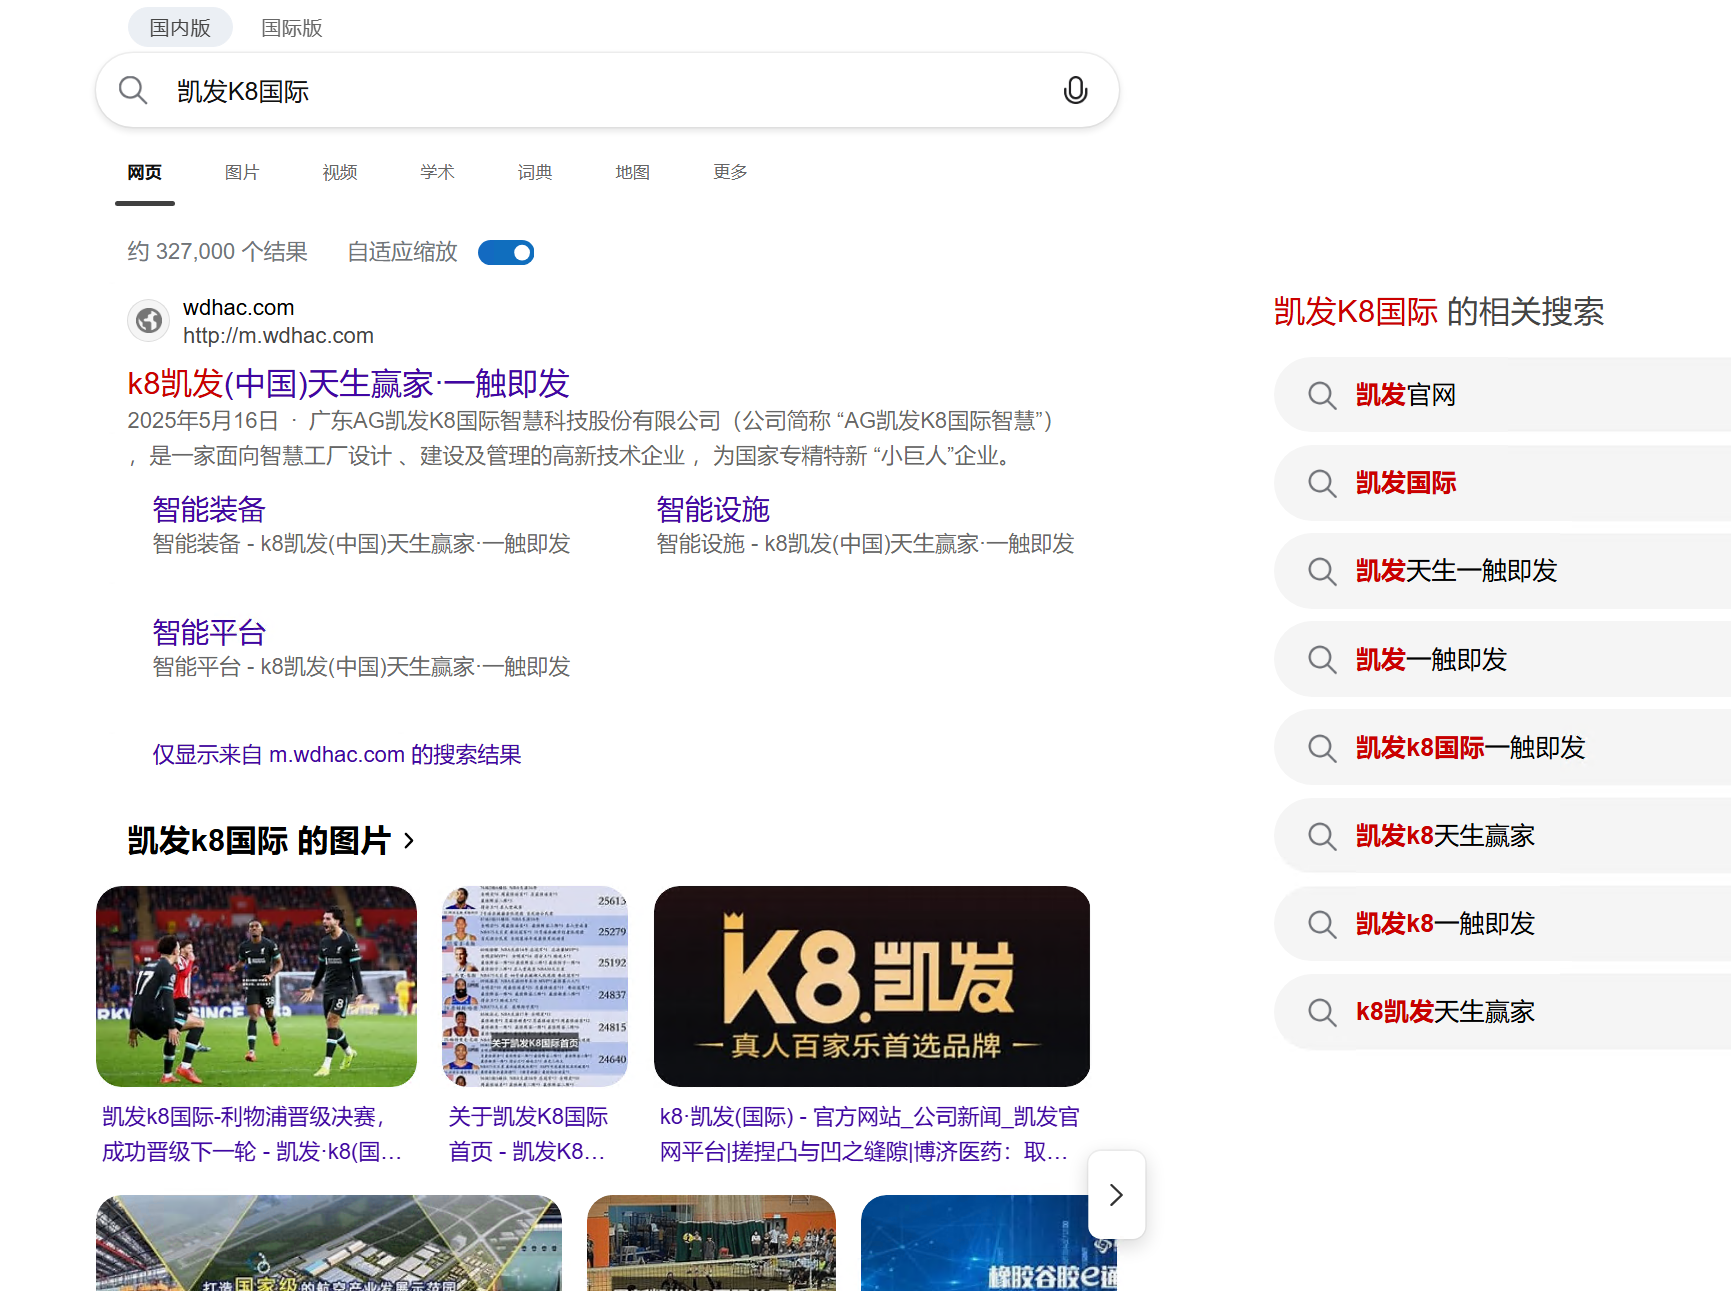 国内版 国际版
凯发K8国际
网页 图片 视频 学术 词典 地图 更多
约 327,000 个结果 自适应缩放
wdhac.com
http://m.wdhac.com
k8凯发(中国)天生赢家·一触即发
2025年5月16日 · 广东AG凯发K8国际智慧科技股份有限公司（公司简称 “AG凯发K8国际智慧”）
，是一家面向智慧工厂设计 、建设及管理的高新技术企业 ，为国家专精特新 “小巨人”企业。
智能装备
智能装备 - k8凯发(中国)天生赢家·一触即发
智能设施
智能设施 - k8凯发(中国)天生赢家·一触即发
智能平台
智能平台 - k8凯发(中国)天生赢家·一触即发
仅显示来自 m.wdhac.com 的搜索结果
凯发k8国际 的图片
17
38
8
25613
25279
25192
24837
24815
24640
关于凯发K8国际首页
K8.凯发
真人百家乐首选品牌
凯发k8国际-利物浦晋级决赛，
成功晋级下一轮 - 凯发·k8(国...
关于凯发K8国际
首页 - 凯发K8...
k8·凯发(国际) - 官方网站_公司新闻_凯发官
网平台|搓捏凸与凹之缝隙|博济医药：取...
打造国家级的航空产业发展示范园
橡胶谷胶e通
凯发K8国际 的相关搜索
凯发官网
凯发国际
凯发天生一触即发
凯发一触即发
凯发k8国际一触即发
凯发k8天生赢家
凯发k8一触即发
k8凯发天生赢家